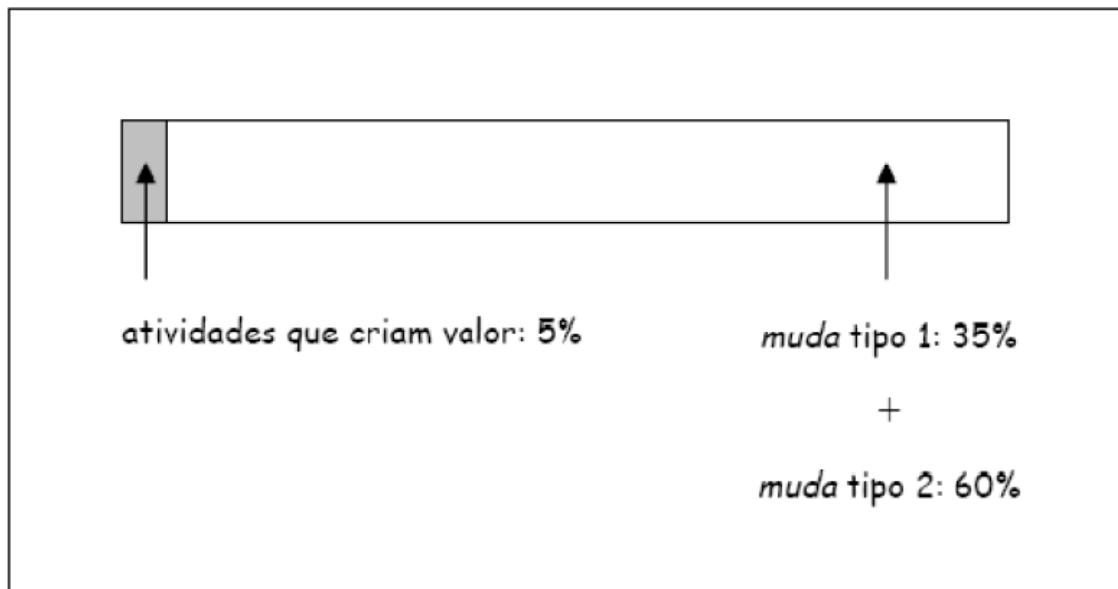 atividades que criam valor: 5%
muda tipo 1: 35%
+
muda tipo 2: 60%